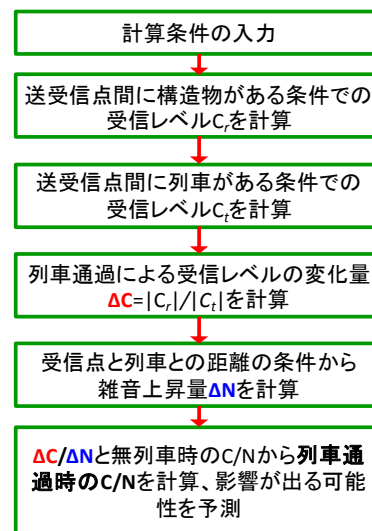 計算条件の入力
送受信点間に構造物がある条件での
受信レベルCrを計算
送受信点間に列車がある条件での
受信レベルCtを計算
列車通過による受信レベルの変化量
ΔC=|Cr|/|Ct|を計算
受信点と列車との距離の条件から
雑音上昇量ΔNを計算
ΔC/ΔNと無列車時のC/Nから列車通
過時のC/Nを計算、影響が出る可能
性を予測